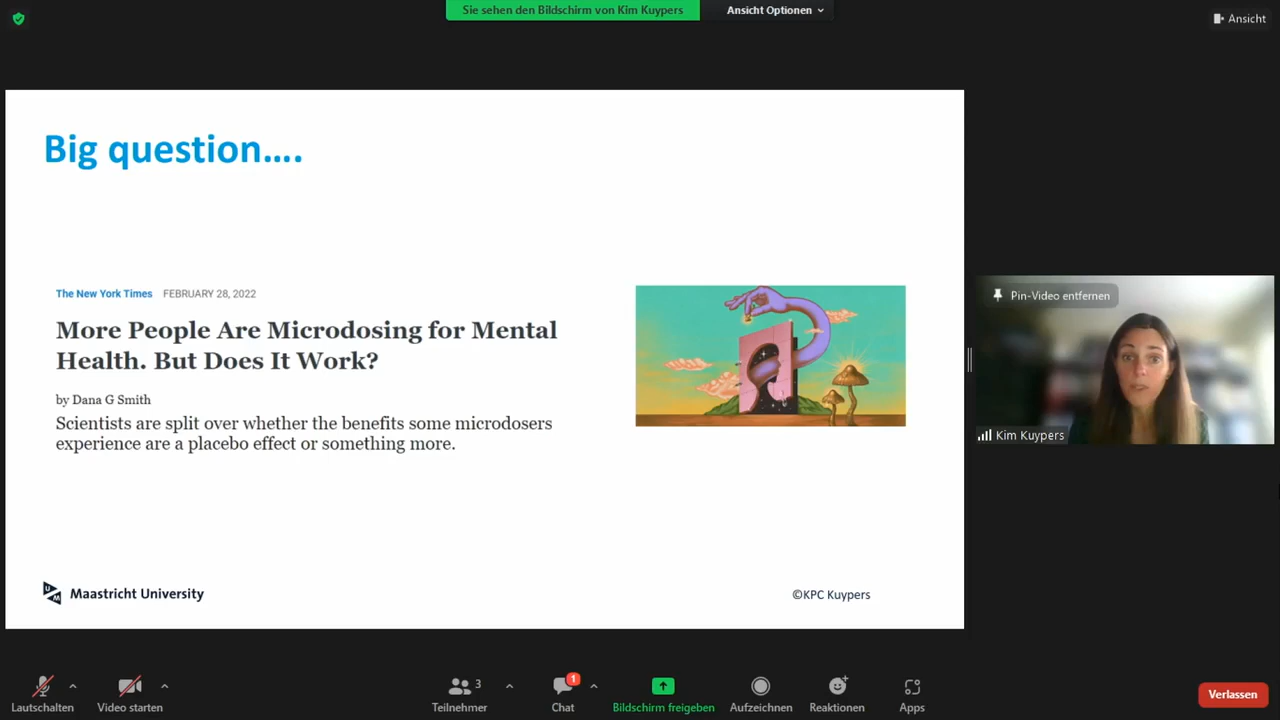 Sie sehen den Bildschirm von Kim Kuypers
Ansicht Optionen
Ansicht
Big question....
The New York Times FEBRUARY 28, 2022
More People Are Microdosing for Mental
Health. But Does It Work?
by Dana G Smith
Scientists are split over whether the benefits some microdosers
experience are a placebo effect or something more.
Pin-Video entfernen
Kim Kuypers
UM
Maastricht University
©KPC Kuypers
3
1
Lautschalten
Video starten
Teilnehmer
Chat
Bildschirm freigeben
Aufzeichnen
Reaktionen
Apps
Verlassen